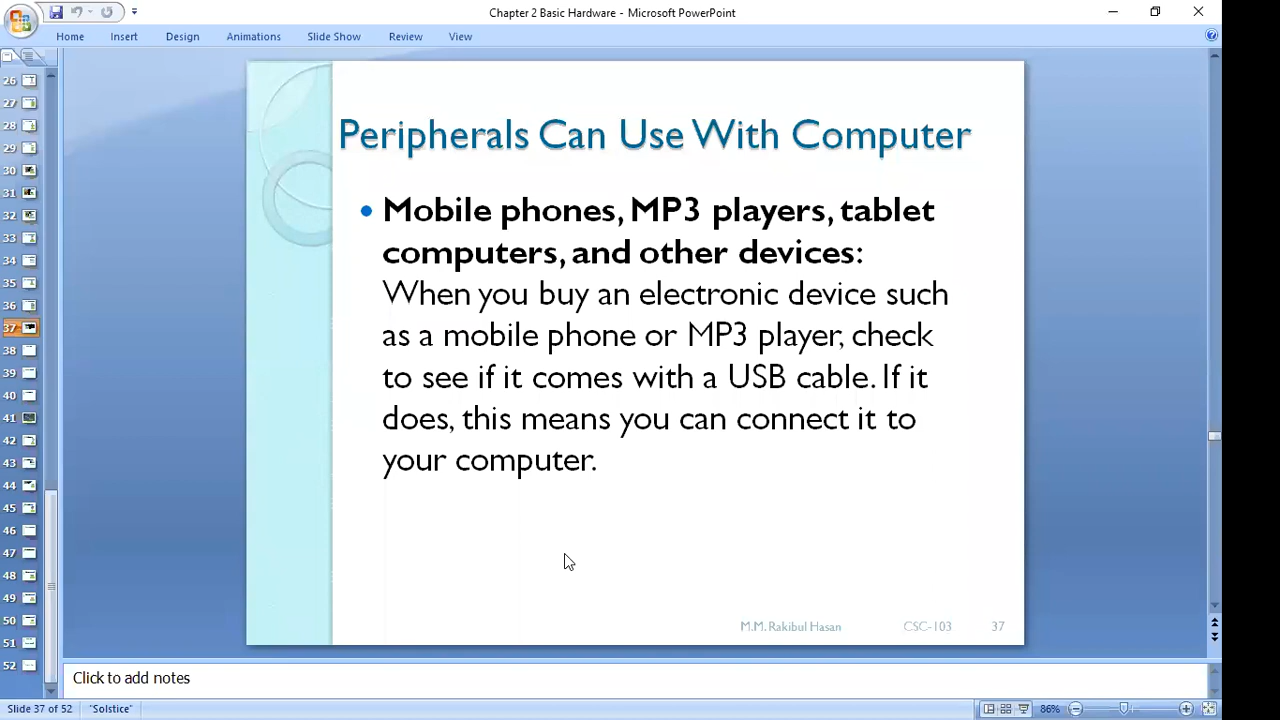 Chapter 2 Basic Hardware - Microsoft PowerPoint
Home Insert Design Animations Slide Show Review View
26
27
28
29
30
31
32
33
34
35
36
37
38
39
40
41
42
43
44
45
46
47
48
49
50
51
52
Peripherals Can Use With Computer
• Mobile phones, MP3 players, tablet
computers, and other devices:
When you buy an electronic device such
as a mobile phone or MP3 player, check
to see if it comes with a USB cable. If it
does, this means you can connect it to
your computer.
M.M. Rakibul Hasan CSC-103 37
Click to add notes
Slide 37 of 52 "Solstice" 86%